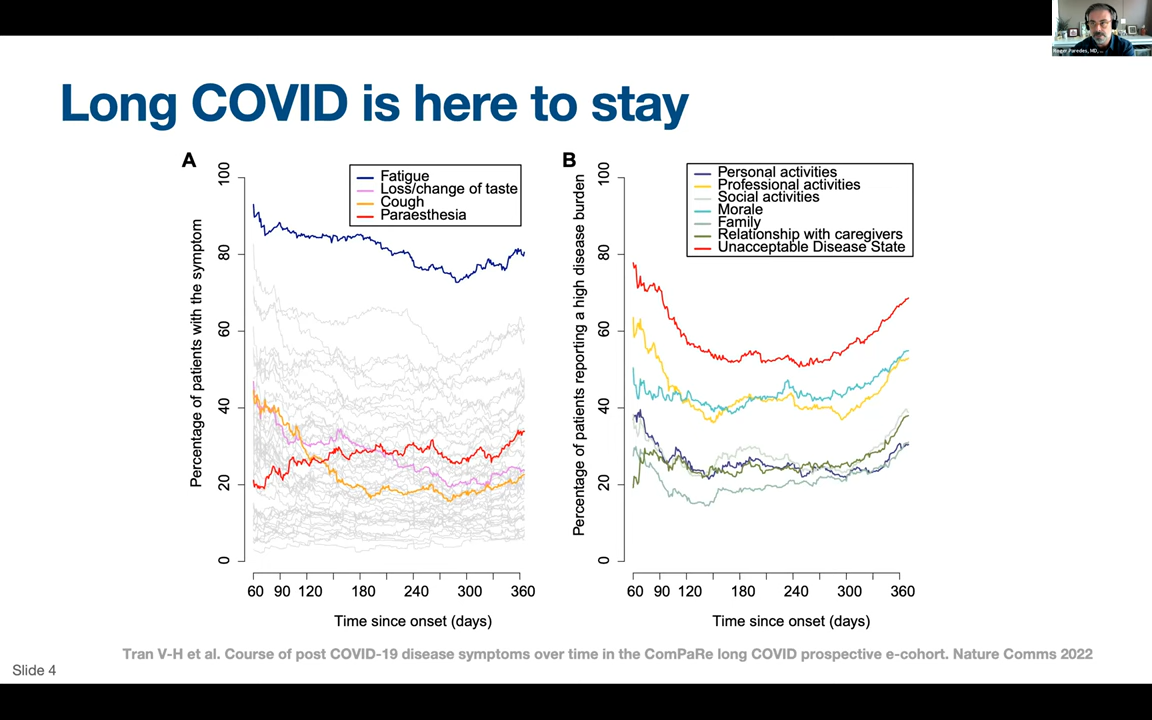 Roger Paredes, MD,
Long COVID is here to stay
A
Percentage of patients with the symptom
100
80
60
40
20
0
Fatigue
Loss/change of taste
Cough
Paraesthesia
60 90 120 180 240 300 360
Time since onset (days)
B
Percentage of patients reporting a high disease burden
100
80
60
40
20
0
Personal activities
Professional activities
Social activities
Morale
Family
Relationship with caregivers
Unacceptable Disease State
60 90 120 180 240 300 360
Time since onset (days)
Tran V-H et al. Course of post COVID-19 disease symptoms over time in the ComPaRe long COVID prospective e-cohort. Nature Comms 2022
Slide 4